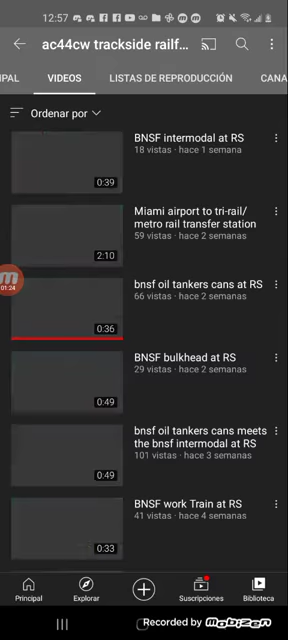 12:57
ac44cw trackside railf...
IPAL
VIDEOS
LISTAS DE REPRODUCCIÓN
CANA
Ordenar por
BNSF intermodal at RS
18 vistas · hace 1 semana
0:39
Miami airport to tri-rail/
metro rail transfer station
59 vistas · hace 2 semanas
2:10
bnsf oil tankers cans at RS
66 vistas · hace 2 semanas
0:36
01:24
BNSF bulkhead at RS
29 vistas · hace 2 semanas
0:49
bnsf oil tankers cans meets
the bnsf intermodal at RS
101 vistas · hace 3 semanas
0:49
BNSF work Train at RS
41 vistas · hace 4 semanas
0:33
Principal
Explorar
Suscripciones
Biblioteca
Recorded by mobizen